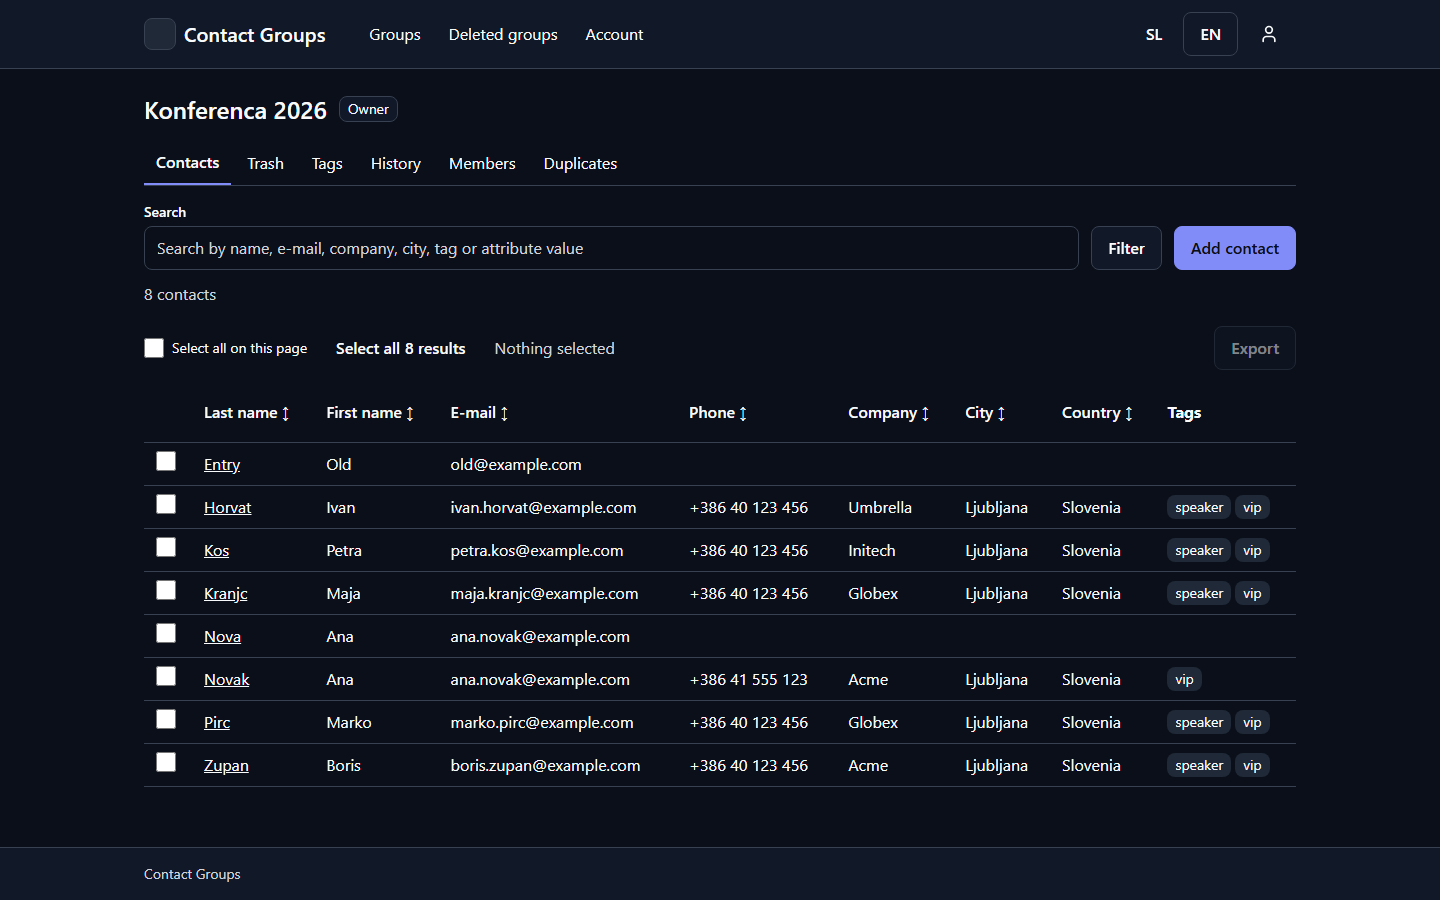 Contact Groups Groups Deleted groups Account SL EN
Konferenca 2026 Owner
Contacts Trash Tags History Members Duplicates
Search
Search by name, e-mail, company, city, tag or attribute value Filter Add contact
8 contacts
Select all on this page Select all 8 results Nothing selected Export
Last name ↕ First name ↕ E-mail ↕ Phone ↕ Company ↕ City ↕ Country ↕ Tags
Entry Old old@example.com
Horvat Ivan ivan.horvat@example.com +386 40 123 456 Umbrella Ljubljana Slovenia speaker vip
Kos Petra petra.kos@example.com +386 40 123 456 Initech Ljubljana Slovenia speaker vip
Kranjc Maja maja.kranjc@example.com +386 40 123 456 Globex Ljubljana Slovenia speaker vip
Nova Ana ana.novak@example.com
Novak Ana ana.novak@example.com +386 41 555 123 Acme Ljubljana Slovenia vip
Pirc Marko marko.pirc@example.com +386 40 123 456 Globex Ljubljana Slovenia speaker vip
Zupan Boris boris.zupan@example.com +386 40 123 456 Acme Ljubljana Slovenia speaker vip
Contact Groups